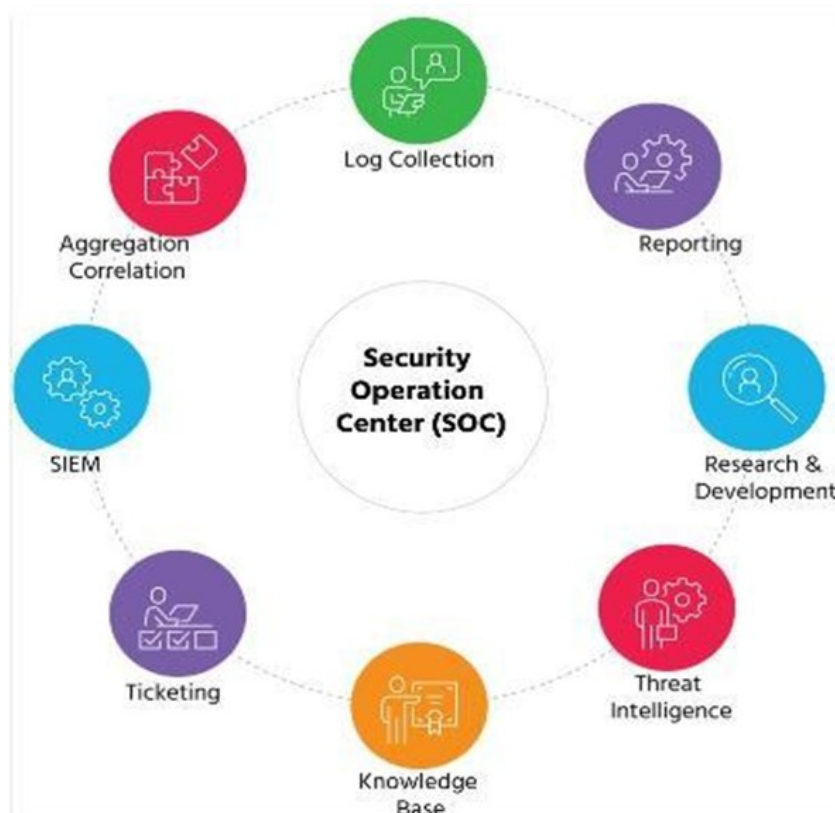 Log Collection
Reporting
Aggregation
Correlation
Security
Operation
Center (SOC)
SIEM
Research &
Development
Ticketing
Threat
Intelligence
Knowledge
Base